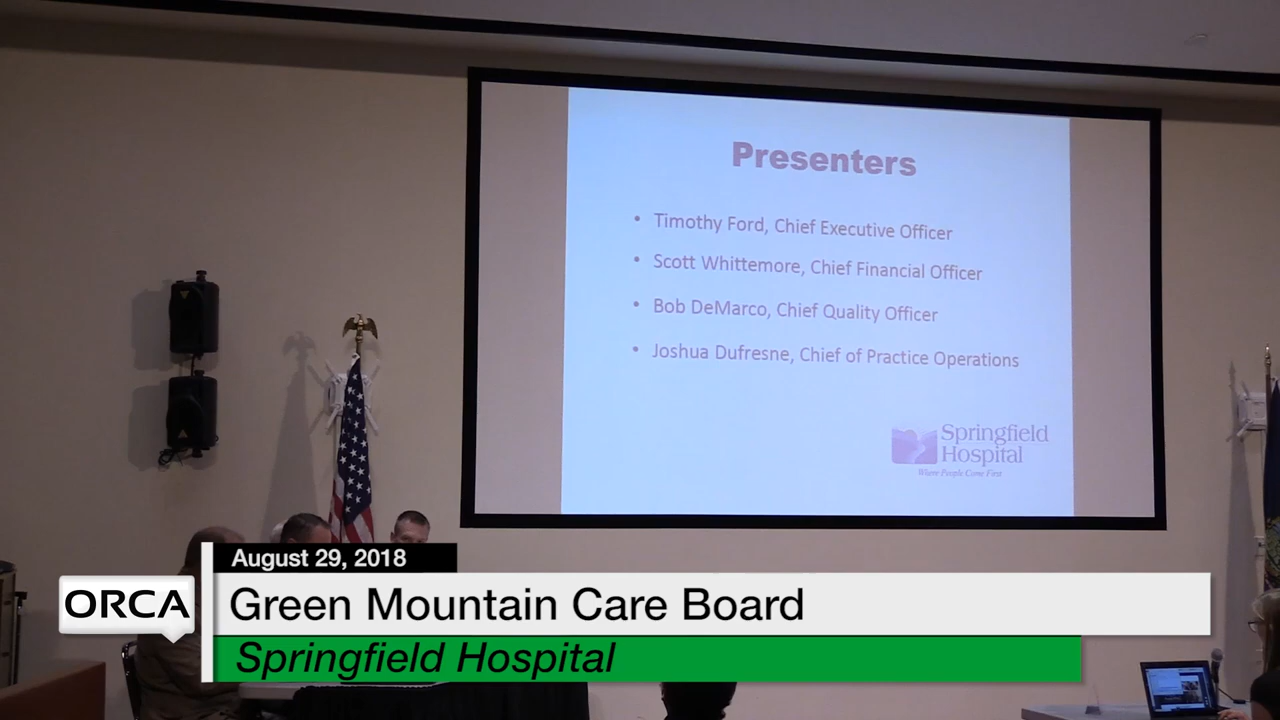 Presenters
• Timothy Ford, Chief Executive Officer
• Scott Whittemore, Chief Financial Officer
• Bob DeMarco, Chief Quality Officer
• Joshua Dufresne, Chief of Practice Operations
Springfield
Hospital
Where People Come First
August 29, 2018
ORCA
Green Mountain Care Board
Springfield Hospital